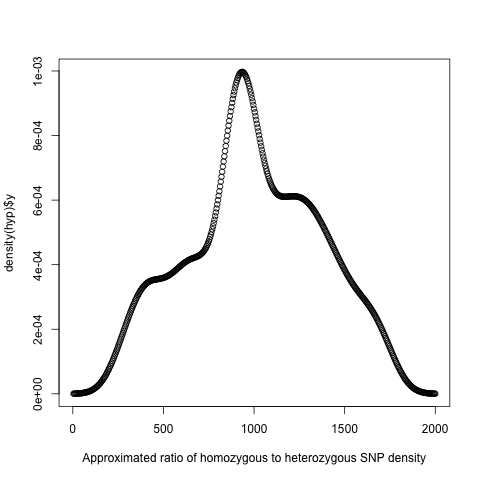 density(hyp)$y
1e-03
8e-04
6e-04
4e-04
2e-04
0e+00
0 500 1000 1500 2000
Approximated ratio of homozygous to heterozygous SNP density